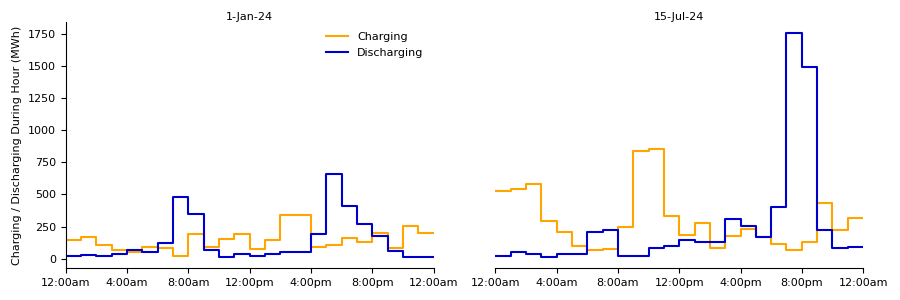 1-Jan-24
15-Jul-24
Charging / Discharging During Hour (MWh)
1750
1500
1250
1000
750
500
250
0
Charging
Discharging
12:00am 4:00am 8:00am 12:00pm 4:00pm 8:00pm 12:00am
12:00am 4:00am 8:00am 12:00pm 4:00pm 8:00pm 12:00am